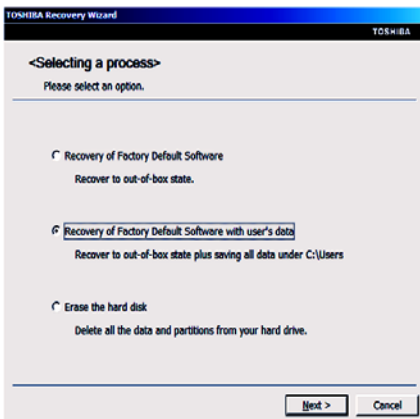 TOSHIBA Recovery Wizard
TOSHIBA
<Selecting a process>
Please select an option.
Recovery of Factory Default Software
Recover to out-of-box state.
Recovery of Factory Default Software with user's data
Recover to out-of-box state plus saving all data under C:\Users
Erase the hard disk
Delete all the data and partitions from your hard drive.
Next > Cancel